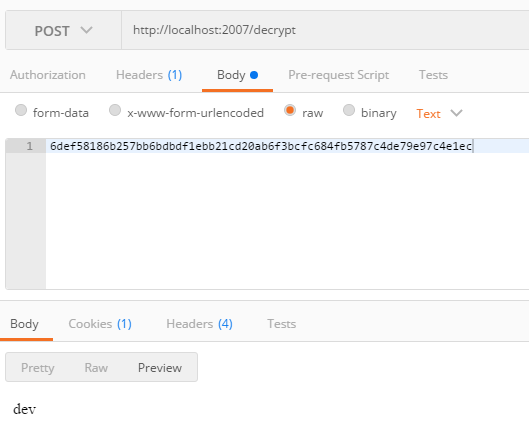 POST http://localhost:2007/decrypt
Authorization Headers (1) Body Pre-request Script Tests
form-data x-www-form-urlencoded raw binary Text
1 6def58186b257bb6bdbdf1ebb21cd20ab6f3bcfc684fb5787c4de79e97c4e1ec
Body Cookies (1) Headers (4) Tests
Pretty Raw Preview
dev